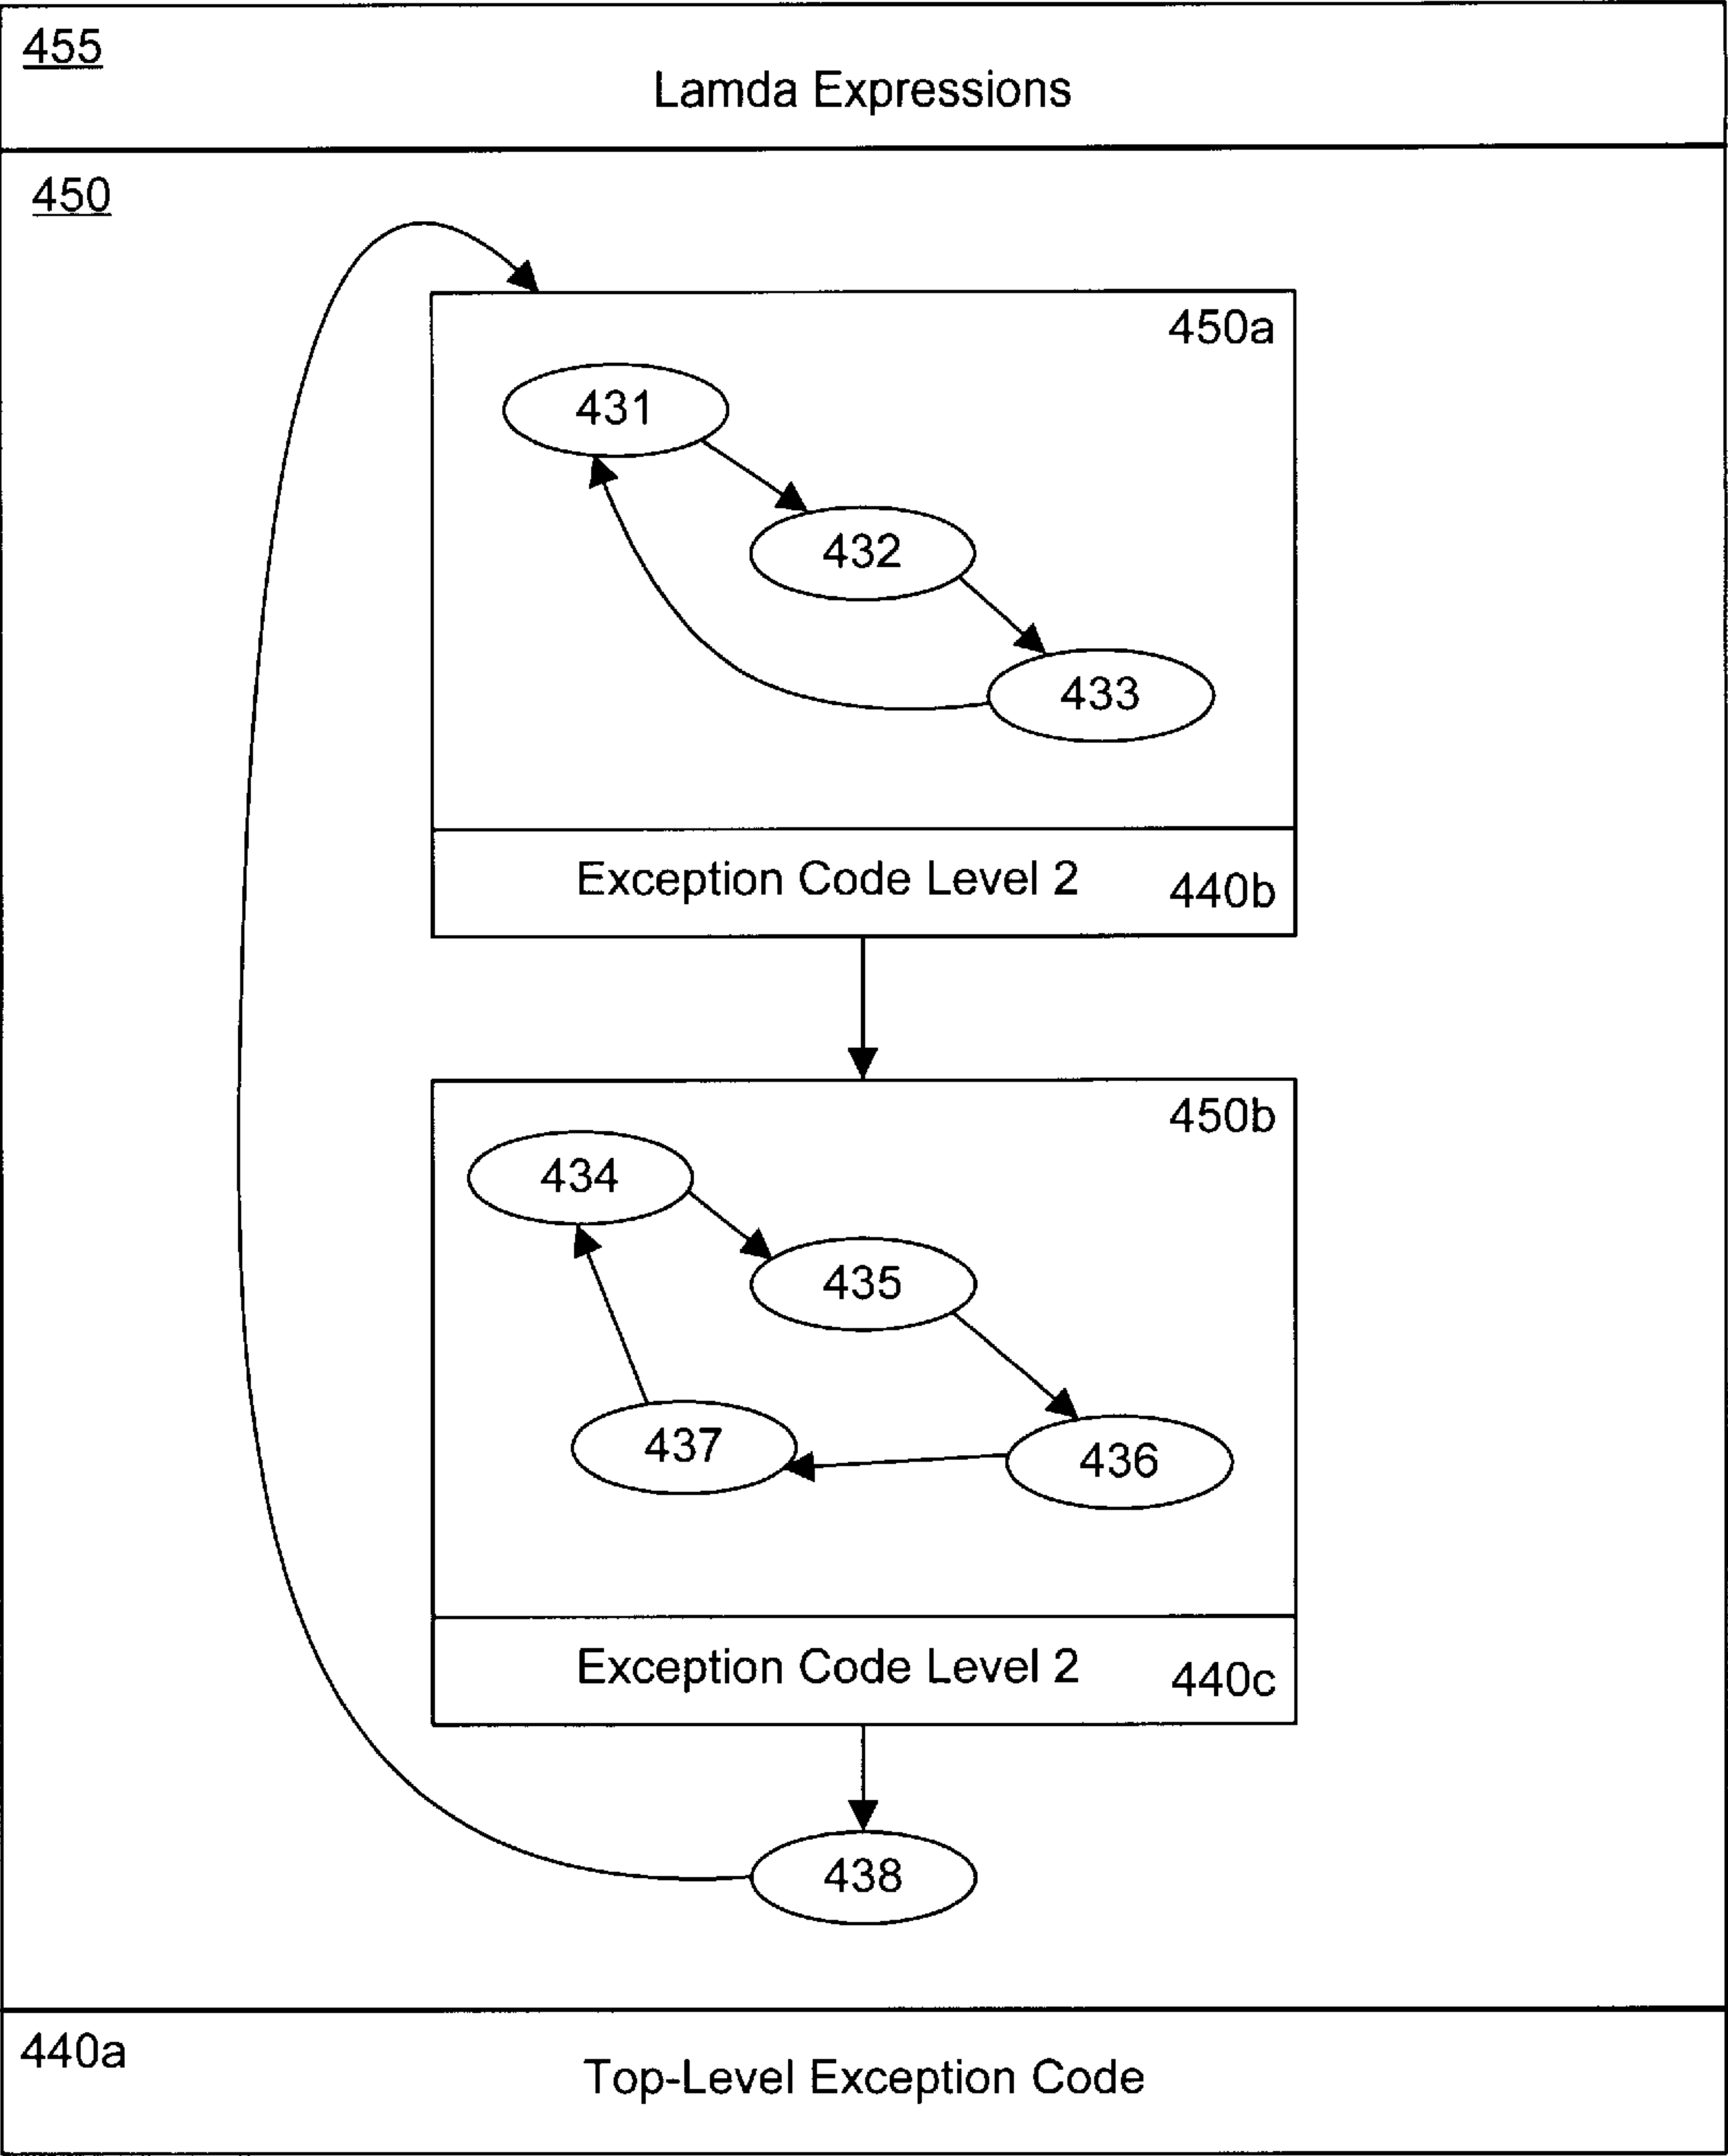 455
Lamda Expressions
450
450a
431
432
433
Exception Code Level 2
440b
450b
434
435
437
436
Exception Code Level 2
440c
438
440a
Top-Level Exception Code